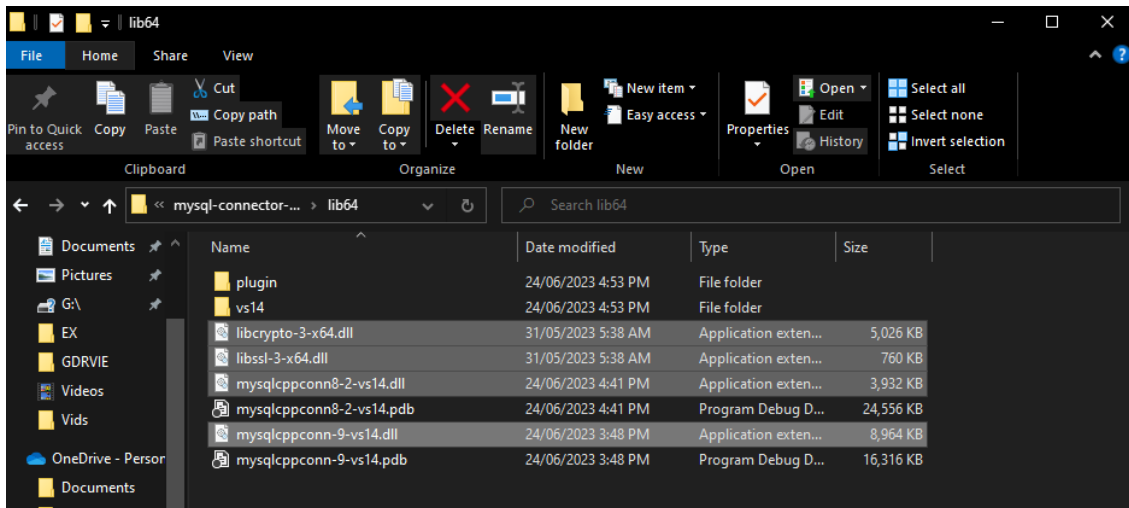 lib64
File Home Share View
Pin to Quick access
Copy
Paste
Cut
Copy path
Paste shortcut
Clipboard
Move to
Copy to
Delete
Rename
Organize
New folder
New item
Easy access
New
Properties
Open
Edit
History
Open
Select all
Select none
Invert selection
Select
« mysql-connector-... › lib64
Search lib64
Documents
Pictures
G:\
EX
GDRVIE
Videos
Vids
OneDrive - Person
Documents
Name Date modified Type Size
plugin 24/06/2023 4:53 PM File folder
vs14 24/06/2023 4:53 PM File folder
libcrypto-3-x64.dll 31/05/2023 5:38 AM Application exten... 5,026 KB
libssl-3-x64.dll 31/05/2023 5:38 AM Application exten... 760 KB
mysqlcppconn8-2-vs14.dll 24/06/2023 4:41 PM Application exten... 3,932 KB
mysqlcppconn8-2-vs14.pdb 24/06/2023 4:41 PM Program Debug D... 24,556 KB
mysqlcppconn-9-vs14.dll 24/06/2023 3:48 PM Application exten... 8,964 KB
mysqlcppconn-9-vs14.pdb 24/06/2023 3:48 PM Program Debug D... 16,316 KB